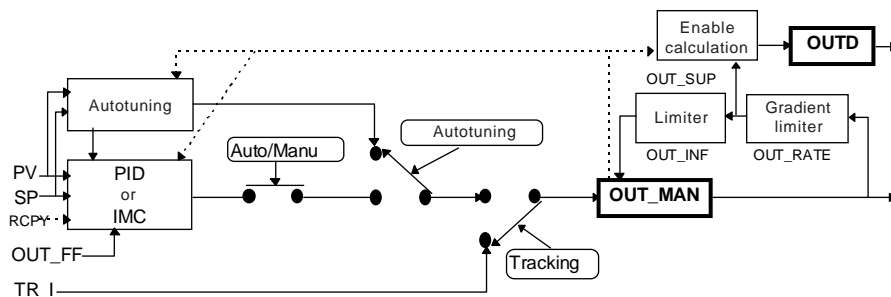 Enable
calculation
OUTD
OUT_SUP
Autotuning
Limiter
Gradient
limiter
OUT_INF
OUT_RATE
Autotuning
Auto/Manu
PV
SP
RCPY
PID
or
IMC
OUT_MAN
OUT_FF
Tracking
TR_I